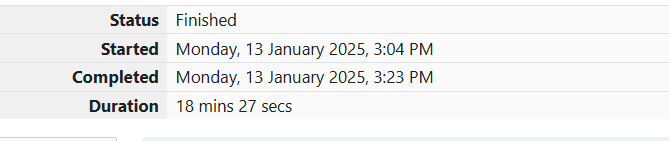 Status Finished
Started Monday, 13 January 2025, 3:04 PM
Completed Monday, 13 January 2025, 3:23 PM
Duration 18 mins 27 secs